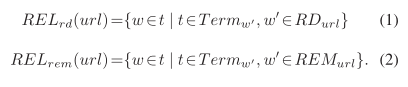 REL_{rd}(url)={w∈t | t∈Term_{w'}, w'∈RD_{url}} (1)
REL_{rem}(url)={w∈t | t∈Term_{w'}, w'∈REM_{url}}. (2)